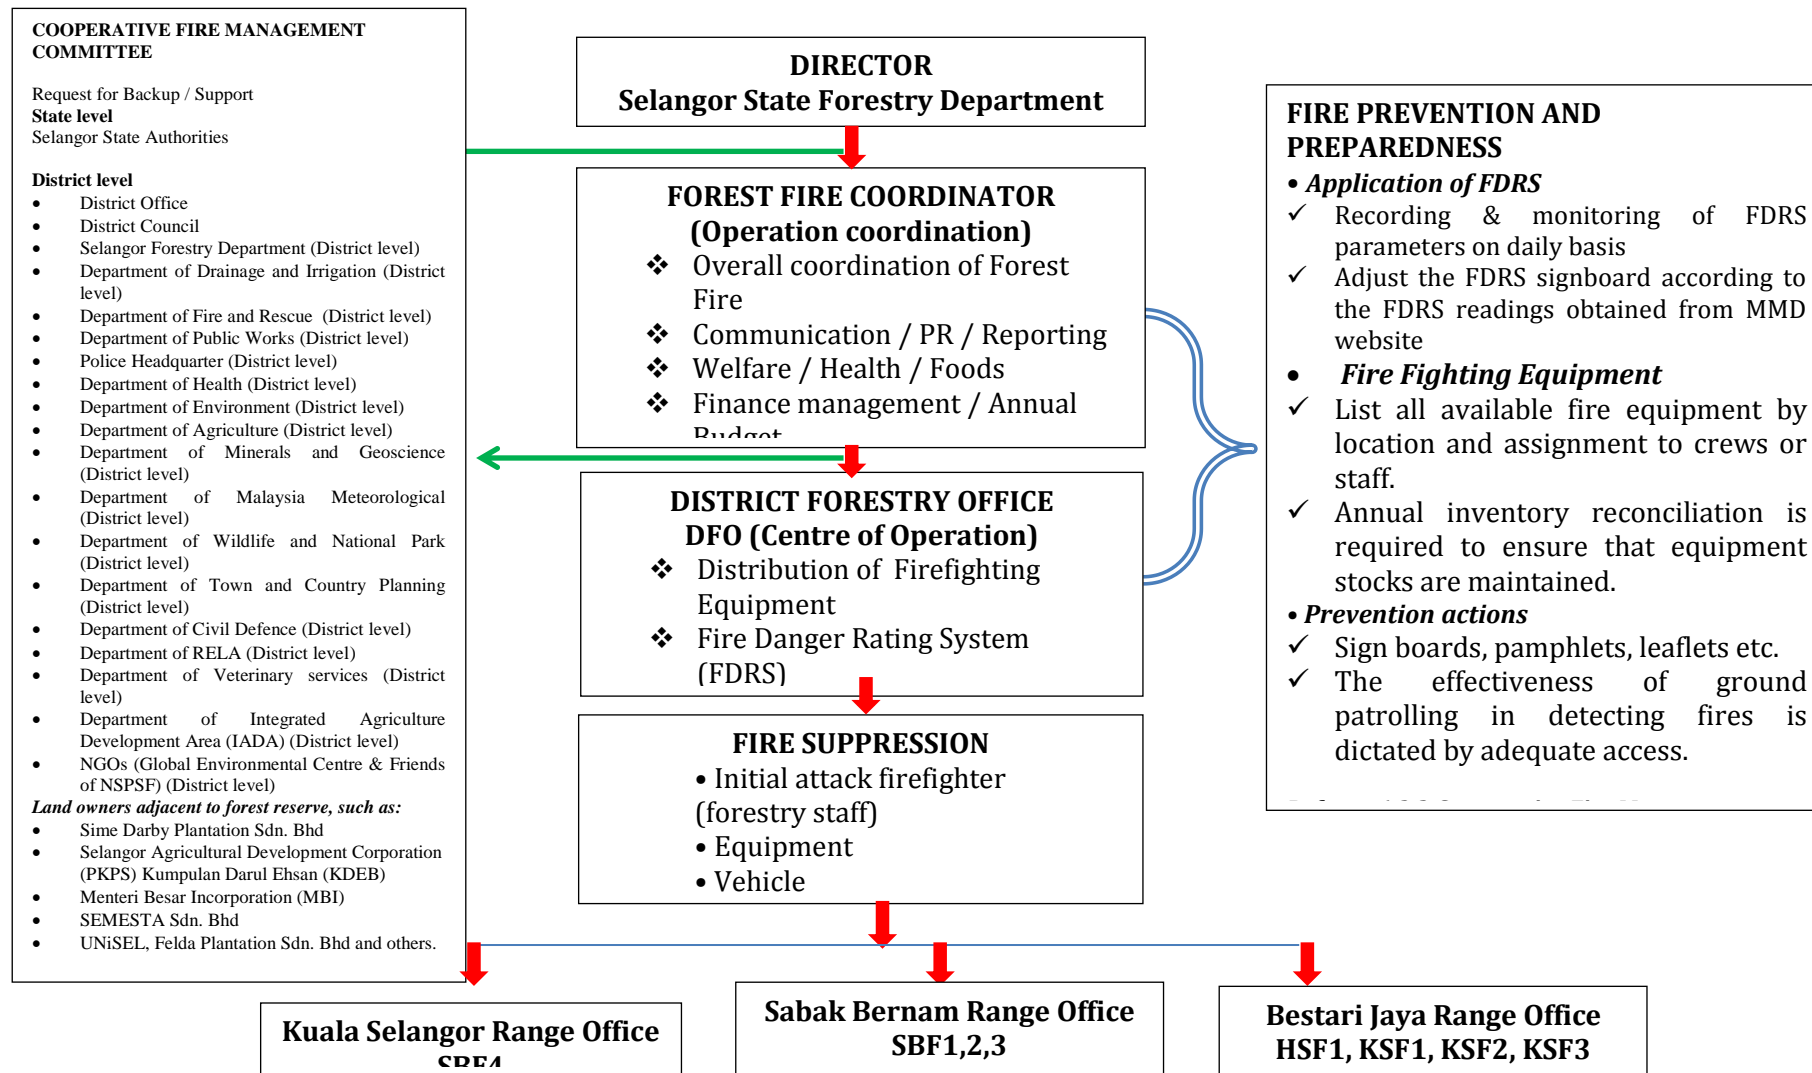 COOPERATIVE FIRE MANAGEMENT
COMMITTEE
Request for Backup / Support
State level
Selangor State Authorities
District level
• District Office
• District Council
• Selangor Forestry Department (District level)
• Department of Drainage and Irrigation (District
level)
• Department of Fire and Rescue (District level)
• Department of Public Works (District level)
• Police Headquarter (District level)
• Department of Health (District level)
• Department of Environment (District level)
• Department of Agriculture (District level)
• Department of Minerals and Geoscience
(District level)
• Department of Malaysia Meteorological
(District level)
• Department of Wildlife and National Park
(District level)
• Department of Town and Country Planning
(District level)
• Department of Civil Defence (District level)
• Department of RELA (District level)
• Department of Veterinary services (District
level)
• Department of Integrated Agriculture
Development Area (IADA) (District level)
• NGOs (Global Environmental Centre & Friends
of NSPSF) (District level)
Land owners adjacent to forest reserve, such as:
• Sime Darby Plantation Sdn. Bhd
• Selangor Agricultural Development Corporation
(PKPS) Kumpulan Darul Ehsan (KDEB)
• Menteri Besar Incorporation (MBI)
• SEMESTA Sdn. Bhd
• UNiSEL, Felda Plantation Sdn. Bhd and others.
DIRECTOR
Selangor State Forestry Department
FOREST FIRE COORDINATOR
(Operation coordination)
❖ Overall coordination of Forest
Fire
❖ Communication / PR / Reporting
❖ Welfare / Health / Foods
❖ Finance management / Annual
Budget
DISTRICT FORESTRY OFFICE
DFO (Centre of Operation)
❖ Distribution of Firefighting
Equipment
❖ Fire Danger Rating System
(FDRS)
FIRE SUPPRESSION
• Initial attack firefighter
(forestry staff)
• Equipment
• Vehicle
FIRE PREVENTION AND
PREPAREDNESS
• Application of FDRS
✓ Recording & monitoring of FDRS
parameters on daily basis
✓ Adjust the FDRS signboard according to
the FDRS readings obtained from MMD
website
• Fire Fighting Equipment
✓ List all available fire equipment by
location and assignment to crews or
staff.
✓ Annual inventory reconciliation is
required to ensure that equipment
stocks are maintained.
• Prevention actions
✓ Sign boards, pamphlets, leaflets etc.
✓ The effectiveness of ground
patrolling in detecting fires is
dictated by adequate access.
Kuala Selangor Range Office
SBF4
Sabak Bernam Range Office
SBF1,2,3
Bestari Jaya Range Office
HSF1, KSF1, KSF2, KSF3